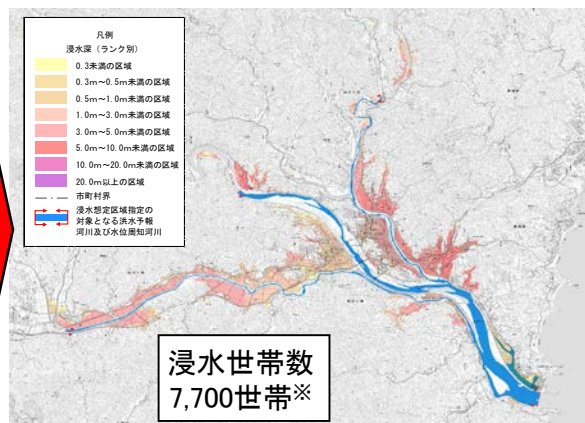 凡例
浸水深（ランク別）
0.3未満の区域
0.3m～0.5m未満の区域
0.5m～1.0m未満の区域
1.0m～3.0m未満の区域
3.0m～5.0m未満の区域
5.0m～10.0m未満の区域
10.0m～20.0m未満の区域
20.0m以上の区域
市町村界
浸水想定区域指定の
対象となる洪水予報
河川及び水位周知河川
浸水世帯数
7,700世帯※